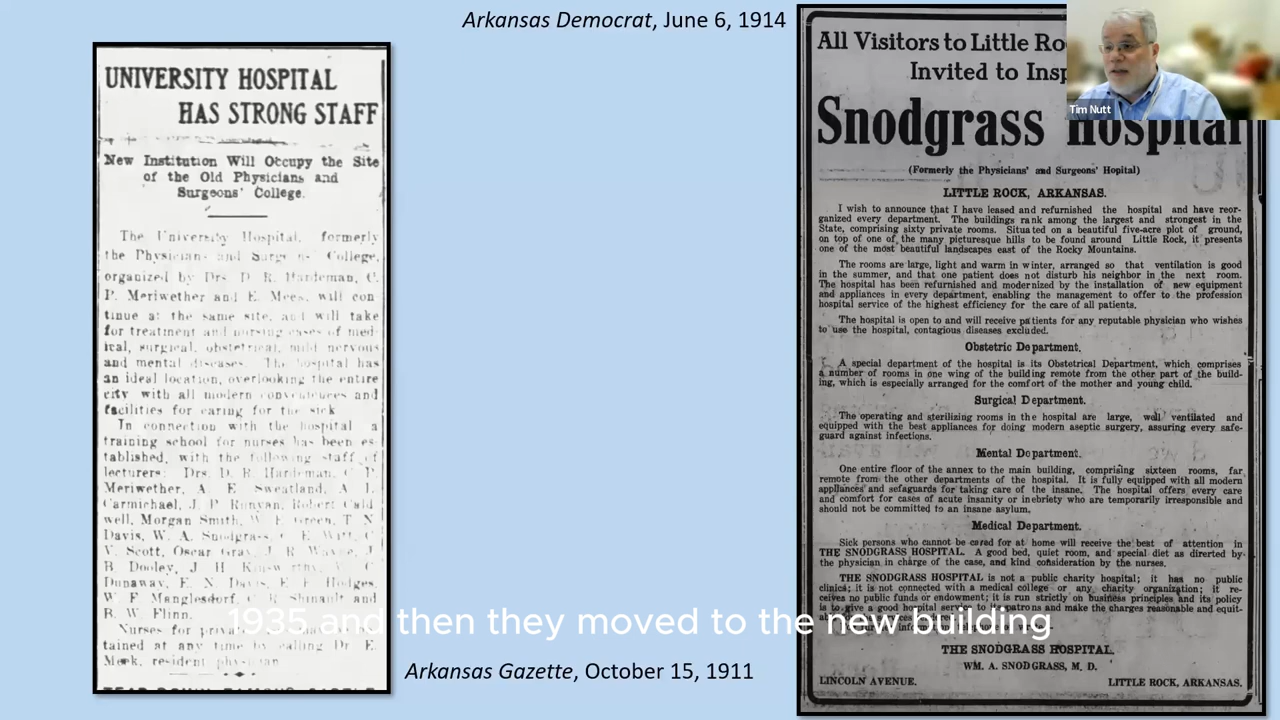 Arkansas Democrat, June 6, 1914
UNIVERSITY HOSPITAL
HAS STRONG STAFF
New Institution Will Occupy the Site
of the Old Physicians and
Surgeons' College.
The University Hospital, formerly
the Physicians and Surgeons' College,
organized by Drs. D. R. Hardeman, C.
P. Meriwether and E. Meek, will con
tinue at the same site, and will take
for treatment and nursing cases of med-
ical, surgical, obstetrical, mild nervous
and mental diseases. The hospital has
an ideal location, overlooking the entire
city with all modern conveniences and
facilities for caring for the sick
In connection with the hospital a
training school for nurses has been es-
tablished, with the following staff of
lecturers: Drs. D. R. Hardeman, C. P.
Meriwether, A. E. Sweatland, A. L.
Carmichael, J. P. Runyan, Robert Cald
well, Morgan Smith, W. F. Green, T. N.
Davis, W. A. Snodgrass, C. E. Witt, C.
V. Scott, Oscar Gray, J. R. J.
B. Dooley, J. H. C.
Dunaway, E. N. Davis, E. E. Hodges,
W. F. Manglesdorf, C. R. Shinault and
B. W. Flinn.
Nurses for
tained at any time by calling Dr. E.
Meek, resident physician
Arkansas Gazette, October 15, 1911
All Visitors to Little
Invited to
Snodgrass Hospital
(Formerly the Physicians' and Surgeons' Hopital)
LITTLE ROCK, ARKANSAS.
I wish to announce that I have leased and refurnished the hospital and have reor-
ganized every department. The buildings rank among the largest and strongest in the
State, comprising sixty private rooms. Situated on a beautiful five-acre plot of ground,
on top of one of the many picturesque hills to be found around Little Rock, it presents
one of the most beautiful landscapes east of the Rocky Mountains.
The rooms are large, light and warm in winter, arranged so that ventilation is good
in the summer, and that one patient does not disturb his neighbor in the next room.
The hospital has been refurnished and modernized by the installation of new equipment
and appliances in every department, enabling the management to offer to the profession
hospital service of the highest efficiency for the care of all patients.
The hospital is open to and will receive patients for any reputable physician who wishes
to use the hospital, contagious diseases excluded.
Obstetric Department.
A special department of the hospital is its Obstetrical Department, which comprises
a number of rooms in one wing of the building remote from the other part of the build-
ing, which is especially arranged for the comfort of the mother and young child.
Surgical Department.
The operating and sterilizing rooms in the hospital are large, well ventilated and
equipped with the best appliances for doing modern aseptic surgery, assuring every safe-
guard against infections.
Mental Department.
One entire floor of the annex to the main building, comprising sixteen rooms, far
remote from the other departments of the hospital. It is fully equipped with all modern
appliances and sefaguards for taking care of the insane. The hospital offers every care
and comfort for cases of acute insanity or inebriety who are temporarily irresponsible and
should not be committed to an insane asylum.
Medical Department.
Sick persons who cannot be cared for at home will receive the best of attention in
THE SNODGRASS HOSPITAL. A good bed, quiet room, and special diet as direrted by
the physician in charge of the case, and kind consideration by the nurses.
THE SNODGRASS HOSPITAL is not a public charity hospital; it has no public
clinics; it is not connected with a medical college or any charity organization; it re-
ceives no public funds or endowment; it is run strictly on business principles and its policy
is to give a good hospital service to its patrons and make the charges reasonable and equit-
THE SNODGRASS HOSPITAL.
WM. A. SNODGRASS, M. D.
LINCOLN AVENUE. LITTLE ROCK, ARKANSAS.
Tim Nutt
1935 and then they moved to the new building